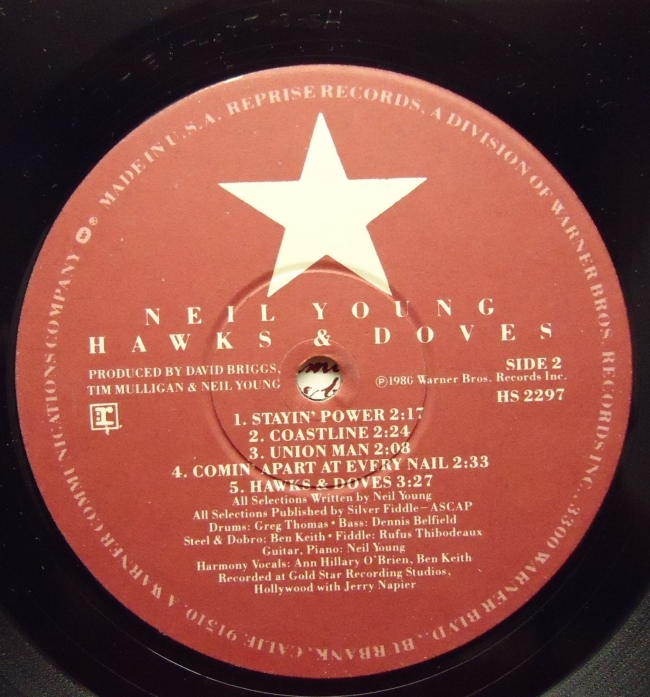 MADE IN U.S.A. REPRISE RECORDS, A DIVISION OF WARNER BROS. RECORDS INC., 3300 WARNER BLVD., BURBANK, CALIF. 91510. A WARNER COMMUNICATIONS COMPANY ®
NEIL YOUNG
HAWKS & DOVES
PRODUCED BY DAVID BRIGGS,
TIM MULLIGAN & NEIL YOUNG
SIDE 2
℗1980 Warner Bros. Records Inc.
HS 2297
1. STAYIN' POWER 2:17
2. COASTLINE 2:24
3. UNION MAN 2:08
4. COMIN' APART AT EVERY NAIL 2:33
5. HAWKS & DOVES 3:27
All Selections Written by Neil Young
All Selections Published by Silver Fiddle–ASCAP
Drums: Greg Thomas • Bass: Dennis Belfield
Steel & Dobro: Ben Keith • Fiddle: Rufus Thibodeaux
Guitar, Piano: Neil Young
Harmony Vocals: Ann Hillary O'Brien, Ben Keith
Recorded at Gold Star Recording Studios,
Hollywood with Jerry Napier